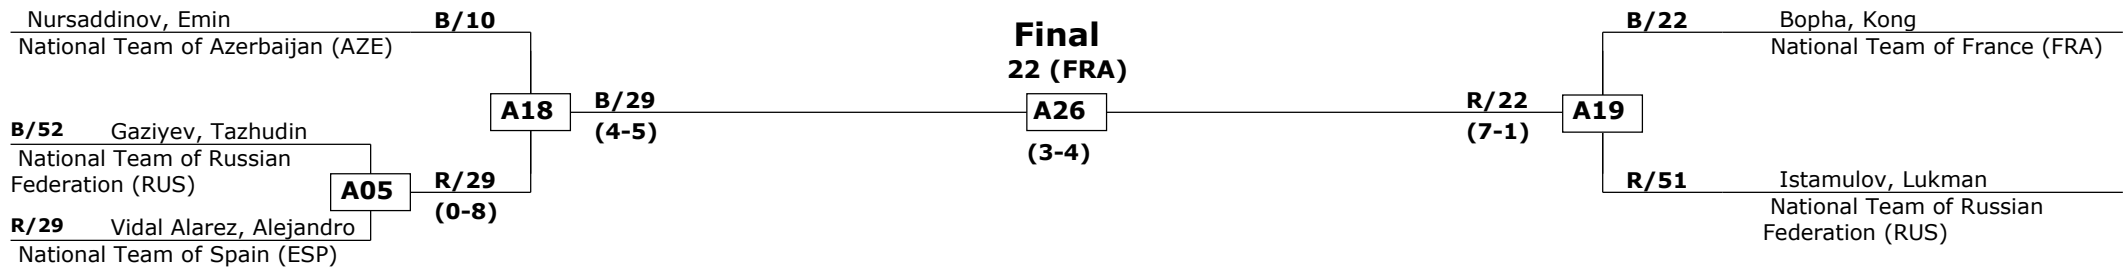 Nursaddinov, Emin
B/10
National Team of Azerbaijan (AZE)
B/52 Gaziyev, Tazhudin
National Team of Russian
Federation (RUS)
A05
R/29 Vidal Alarez, Alejandro
National Team of Spain (ESP)
R/29
(0-8)
A18
B/29
(4-5)
Final
22 (FRA)
A26
(3-4)
R/22
(7-1)
A19
B/22 Bopha, Kong
National Team of France (FRA)
R/51 Istamulov, Lukman
National Team of Russian
Federation (RUS)